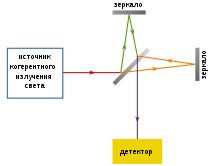 зеркало
источник
когерентного
излучения
света
зеркало
детектор